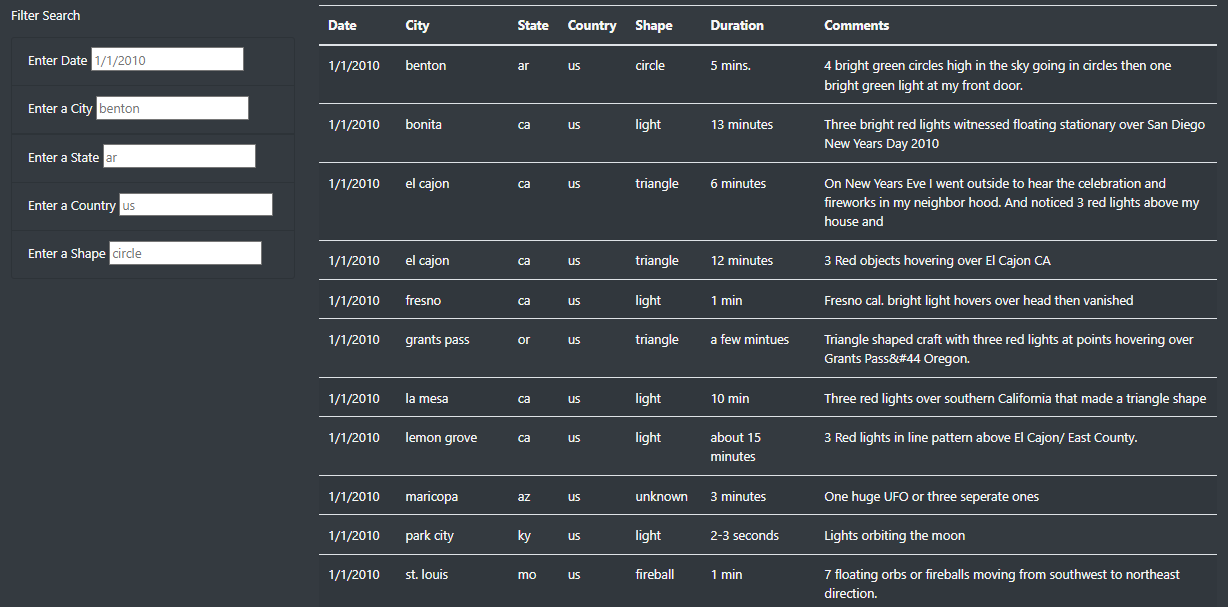 Filter Search
Enter Date 1/1/2010
Enter a City benton
Enter a State ar
Enter a Country us
Enter a Shape circle
Date City State Country Shape Duration Comments
1/1/2010 benton ar us circle 5 mins. 4 bright green circles high in the sky going in circles then one
bright green light at my front door.
1/1/2010 bonita ca us light 13 minutes Three bright red lights witnessed floating stationary over San Diego
New Years Day 2010
1/1/2010 el cajon ca us triangle 6 minutes On New Years Eve I went outside to hear the celebration and
fireworks in my neighbor hood. And noticed 3 red lights above my
house and
1/1/2010 el cajon ca us triangle 12 minutes 3 Red objects hovering over El Cajon CA
1/1/2010 fresno ca us light 1 min Fresno cal. bright light hovers over head then vanished
1/1/2010 grants pass or us triangle a few mintues Triangle shaped craft with three red lights at points hovering over
Grants Pass&#44 Oregon.
1/1/2010 la mesa ca us light 10 min Three red lights over southern California that made a triangle shape
1/1/2010 lemon grove ca us light about 15 3 Red lights in line pattern above El Cajon/ East County.
minutes
1/1/2010 maricopa az us unknown 3 minutes One huge UFO or three seperate ones
1/1/2010 park city ky us light 2-3 seconds Lights orbiting the moon
1/1/2010 st. louis mo us fireball 1 min 7 floating orbs or fireballs moving from southwest to northeast
direction.